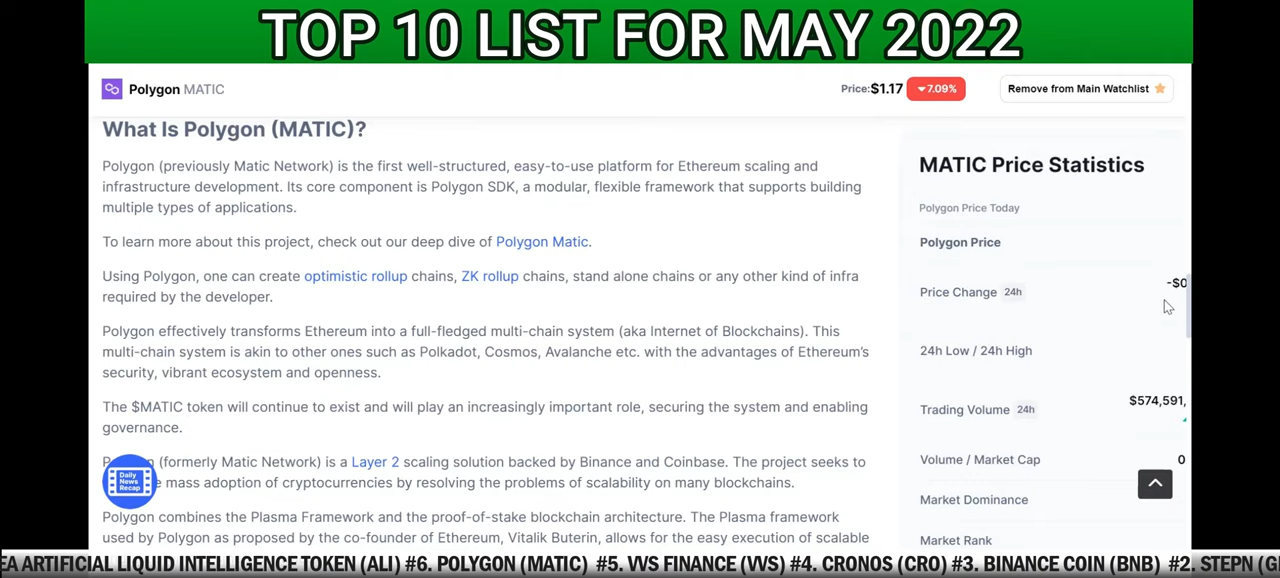 TOP 10 LIST FOR MAY 2022
Polygon MATIC
Price:$1.17 7.09%
Remove from Main Watchlist
What Is Polygon (MATIC)?
Polygon (previously Matic Network) is the first well-structured, easy-to-use platform for Ethereum scaling and
infrastructure development. Its core component is Polygon SDK, a modular, flexible framework that supports building
multiple types of applications.
To learn more about this project, check out our deep dive of Polygon Matic.
Using Polygon, one can create optimistic rollup chains, ZK rollup chains, stand alone chains or any other kind of infra
required by the developer.
Polygon effectively transforms Ethereum into a full-fledged multi-chain system (aka Internet of Blockchains). This
multi-chain system is akin to other ones such as Polkadot, Cosmos, Avalanche etc. with the advantages of Ethereum's
security, vibrant ecosystem and openness.
The $MATIC token will continue to exist and will play an increasingly important role, securing the system and enabling
governance.
(formerly Matic Network) is a Layer 2 scaling solution backed by Binance and Coinbase. The project seeks to
mass adoption of cryptocurrencies by resolving the problems of scalability on many blockchains.
Polygon combines the Plasma Framework and the proof-of-stake blockchain architecture. The Plasma framework
used by Polygon as proposed by the co-founder of Ethereum, Vitalik Buterin, allows for the easy execution of scalable
Daily
News
Recap
MATIC Price Statistics
Polygon Price Today
Polygon Price
Price Change 24h
-$0
24h Low / 24h High
Trading Volume 24h
$574,591,
Volume / Market Cap
0
Market Dominance
Market Rank
EA ARTIFICIAL LIQUID INTELLIGENCE TOKEN (ALI) #6. POLYGON (MATIC) #5. VVS FINANCE (VVS) #4. CRONOS (CRO) #3. BINANCE COIN (BNB) #2. STEPN (G